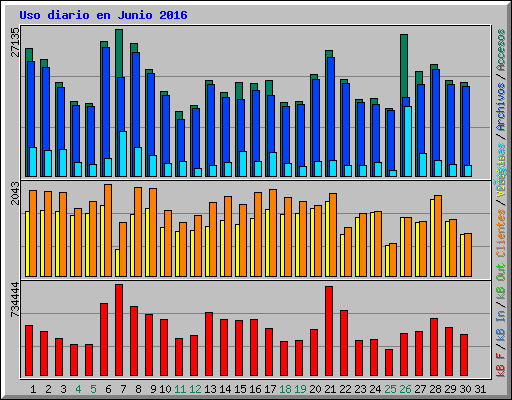 Uso diario en Junio 2016
27135
2043
734444
kB F / kB In / kB Out Clientes / / Archivos / Accesos
1 2 3 4 5 6 7 8 9 10 11 12 13 14 15 16 17 18 19 20 21 22 23 24 25 26 27 28 29 30 31